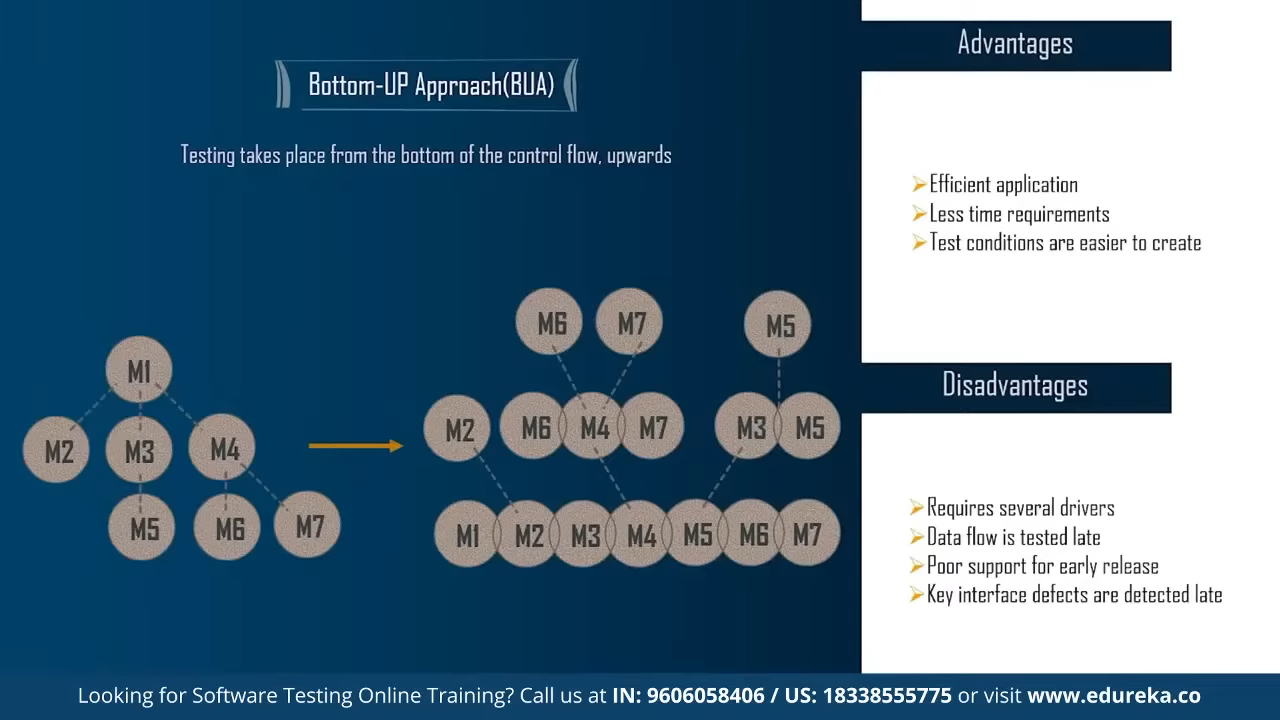 Bottom-UP Approach(BUA)
Testing takes place from the bottom of the control flow, upwards
M1
M2 M3 M4
M5 M6 M7
M6 M7 M5
M2 M6 M4 M7 M3 M5
M1 M2 M3 M4 M5 M6 M7
Advantages
Efficient application
Less time requirements
Test conditions are easier to create
Disadvantages
Requires several drivers
Data flow is tested late
Poor support for early release
Key interface defects are detected late
Looking for Software Testing Online Training? Call us at IN: 9606058406 / US: 18338555775 or visit www.edureka.co